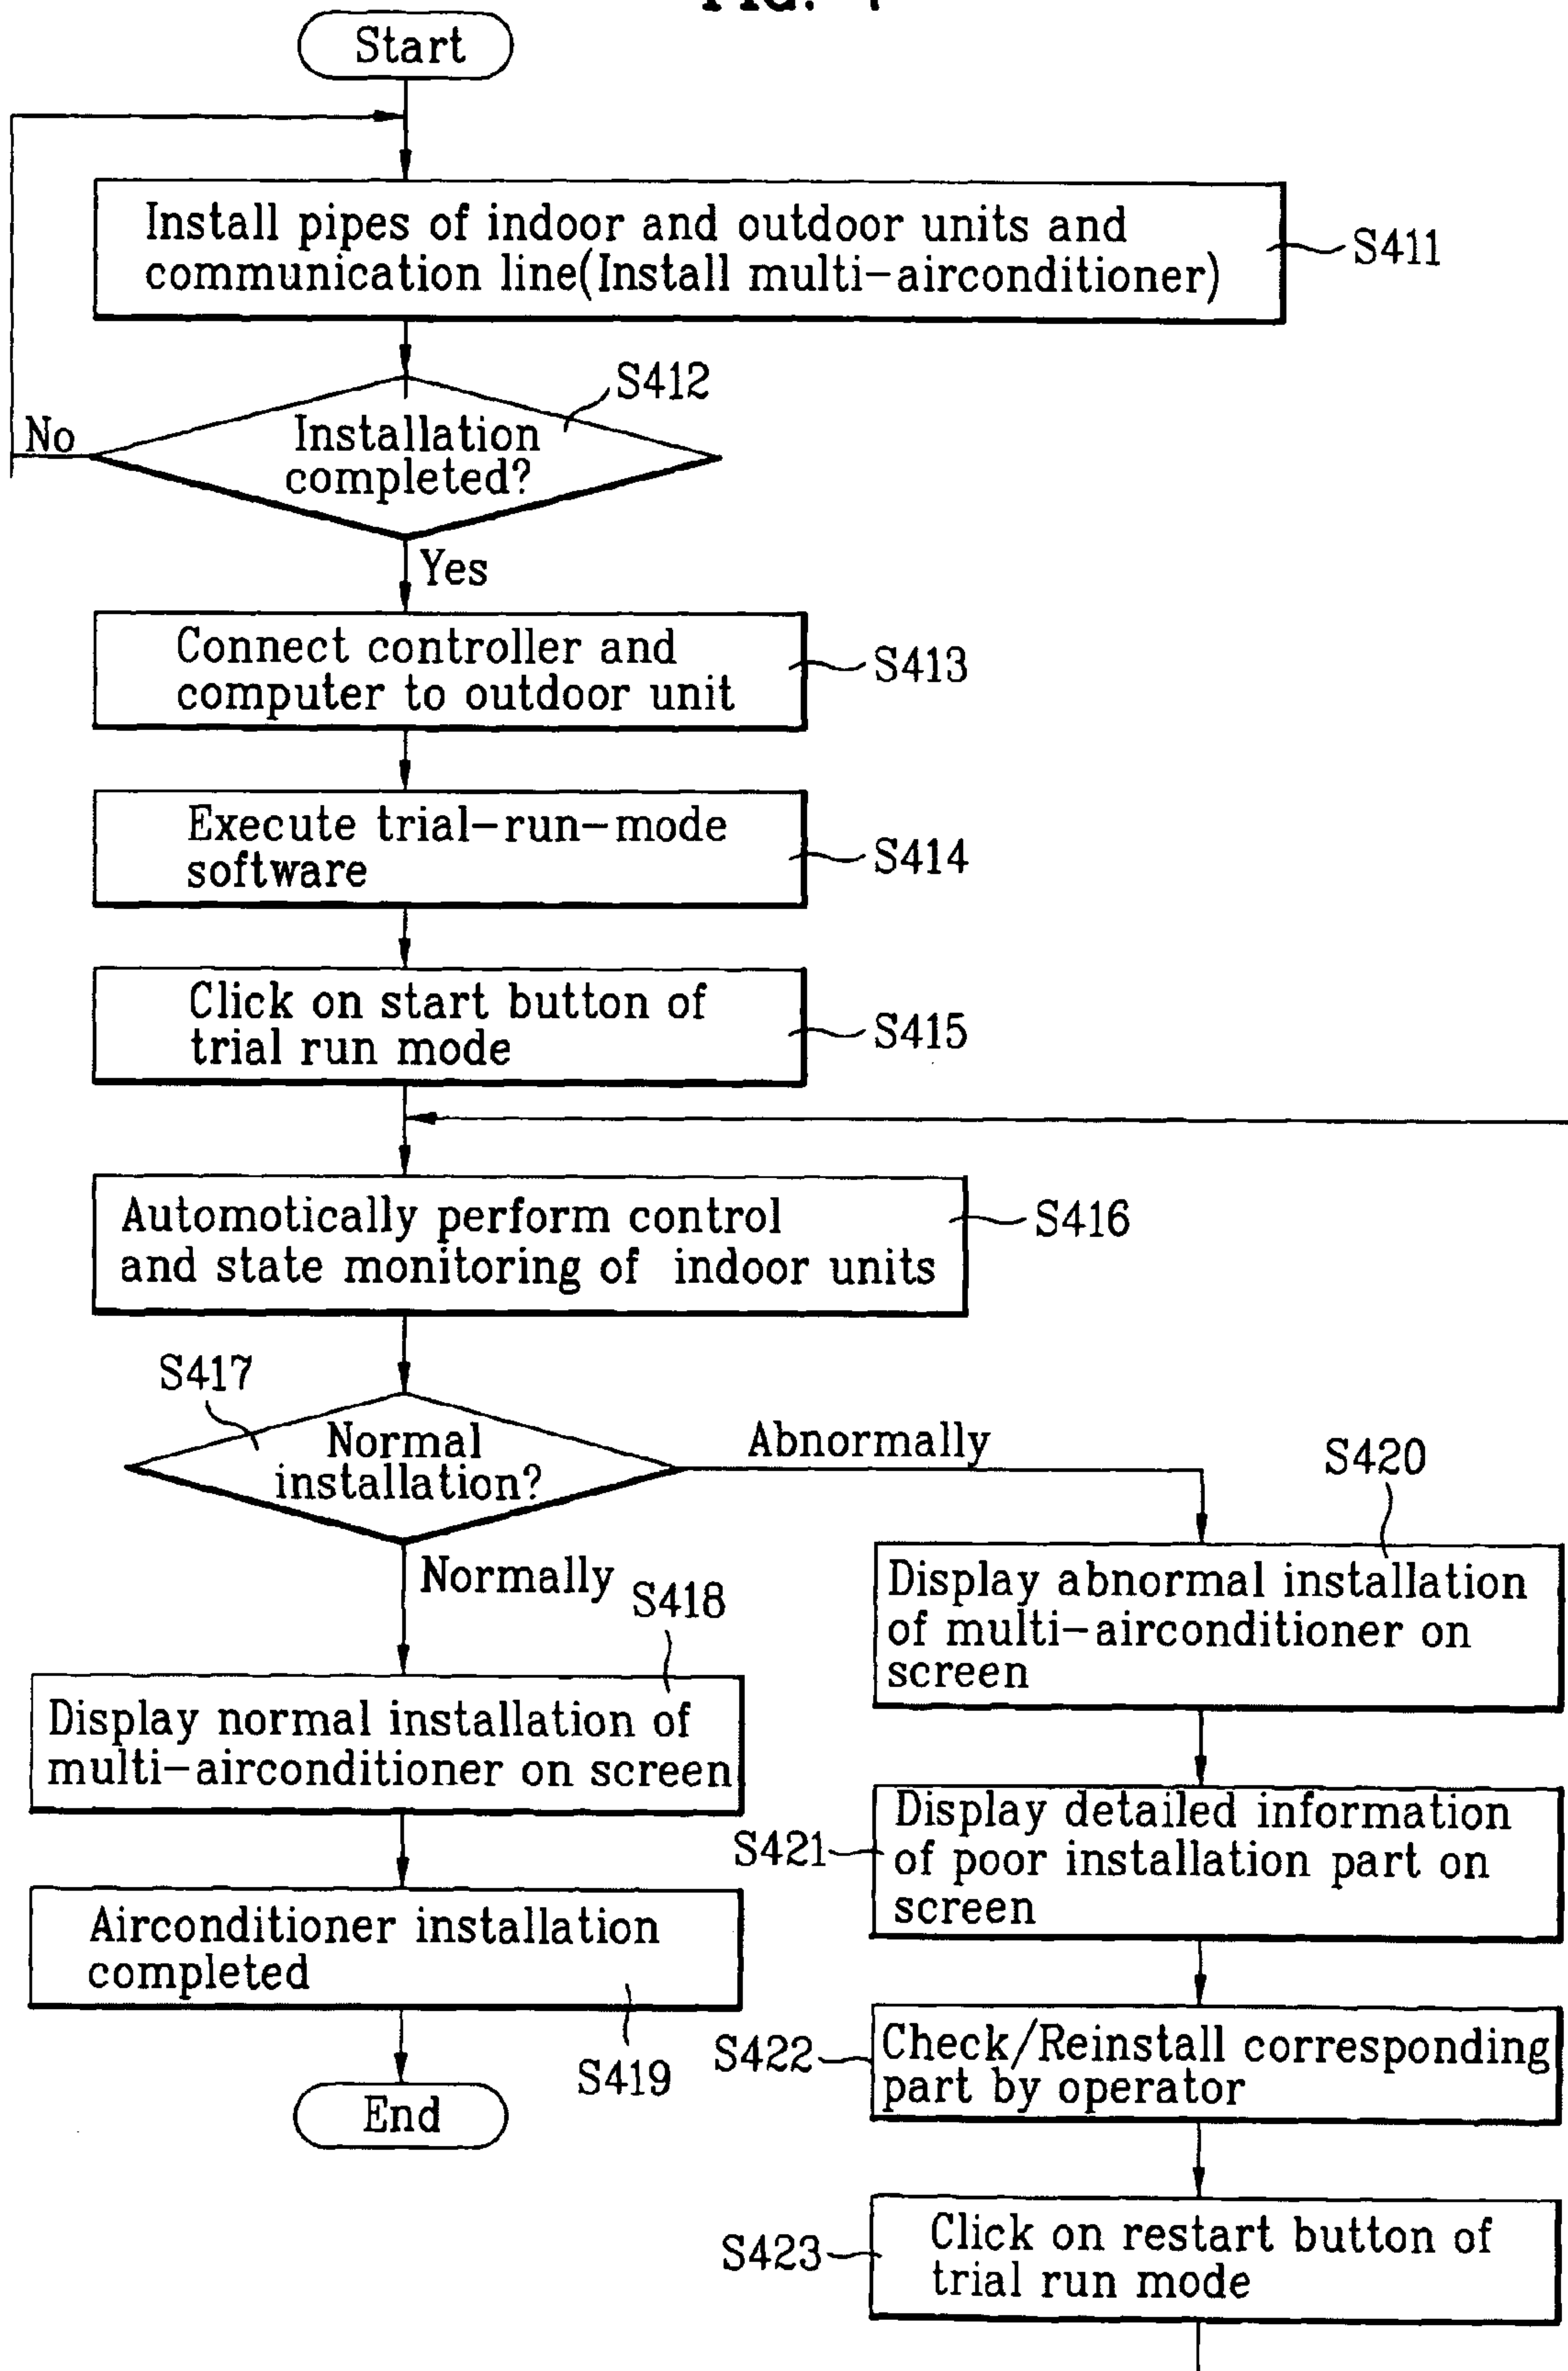 Start
Install pipes of indoor and outdoor units and
communication line(Install multi-airconditioner)
S411
S412
No
Installation
completed?
Yes
Connect controller and
computer to outdoor unit
S413
Execute trial-run-mode
software
S414
Click on start button of
trial run mode
S415
Automotically perform control
and state monitoring of indoor units
S416
S417
Normal
installation?
Abnormally
S420
Normally
S418
Display abnormal installation
of multi-airconditioner on
screen
Display normal installation of
multi-airconditioner on screen
S421
Display detailed information
of poor installation part on
screen
Airconditioner installation
completed
S419
S422
Check/Reinstall corresponding
part by operator
End
S423
Click on restart button of
trial run mode